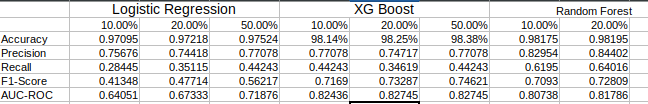 Logistic Regression XG Boost Random Forest
10.00% 20.00% 50.00% 10.00% 20.00% 50.00% 10.00% 20.00%
Accuracy 0.97095 0.97218 0.97524 98.14% 98.25% 98.38% 0.98175 0.98195
Precision 0.75676 0.74418 0.77078 0.77078 0.74717 0.77078 0.82954 0.84402
Recall 0.28445 0.35115 0.44243 0.44243 0.34619 0.44243 0.6195 0.64016
F1-Score 0.41348 0.47714 0.56217 0.7169 0.73287 0.74621 0.7093 0.72809
AUC-ROC 0.64051 0.67333 0.71876 0.82436 0.82745 0.82745 0.80738 0.81786